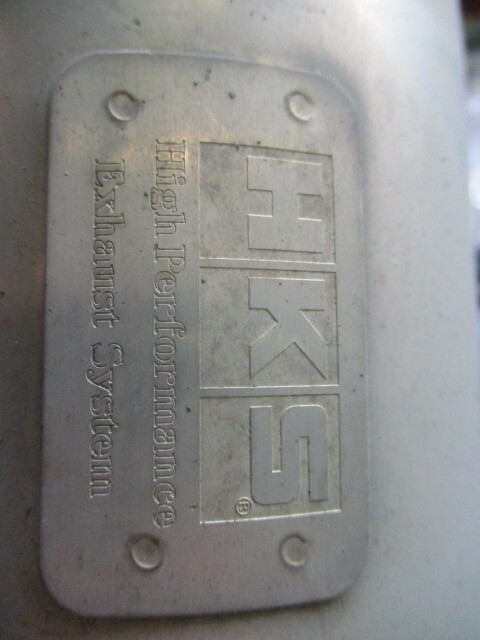 HKS®
High Performance
Exhaust System